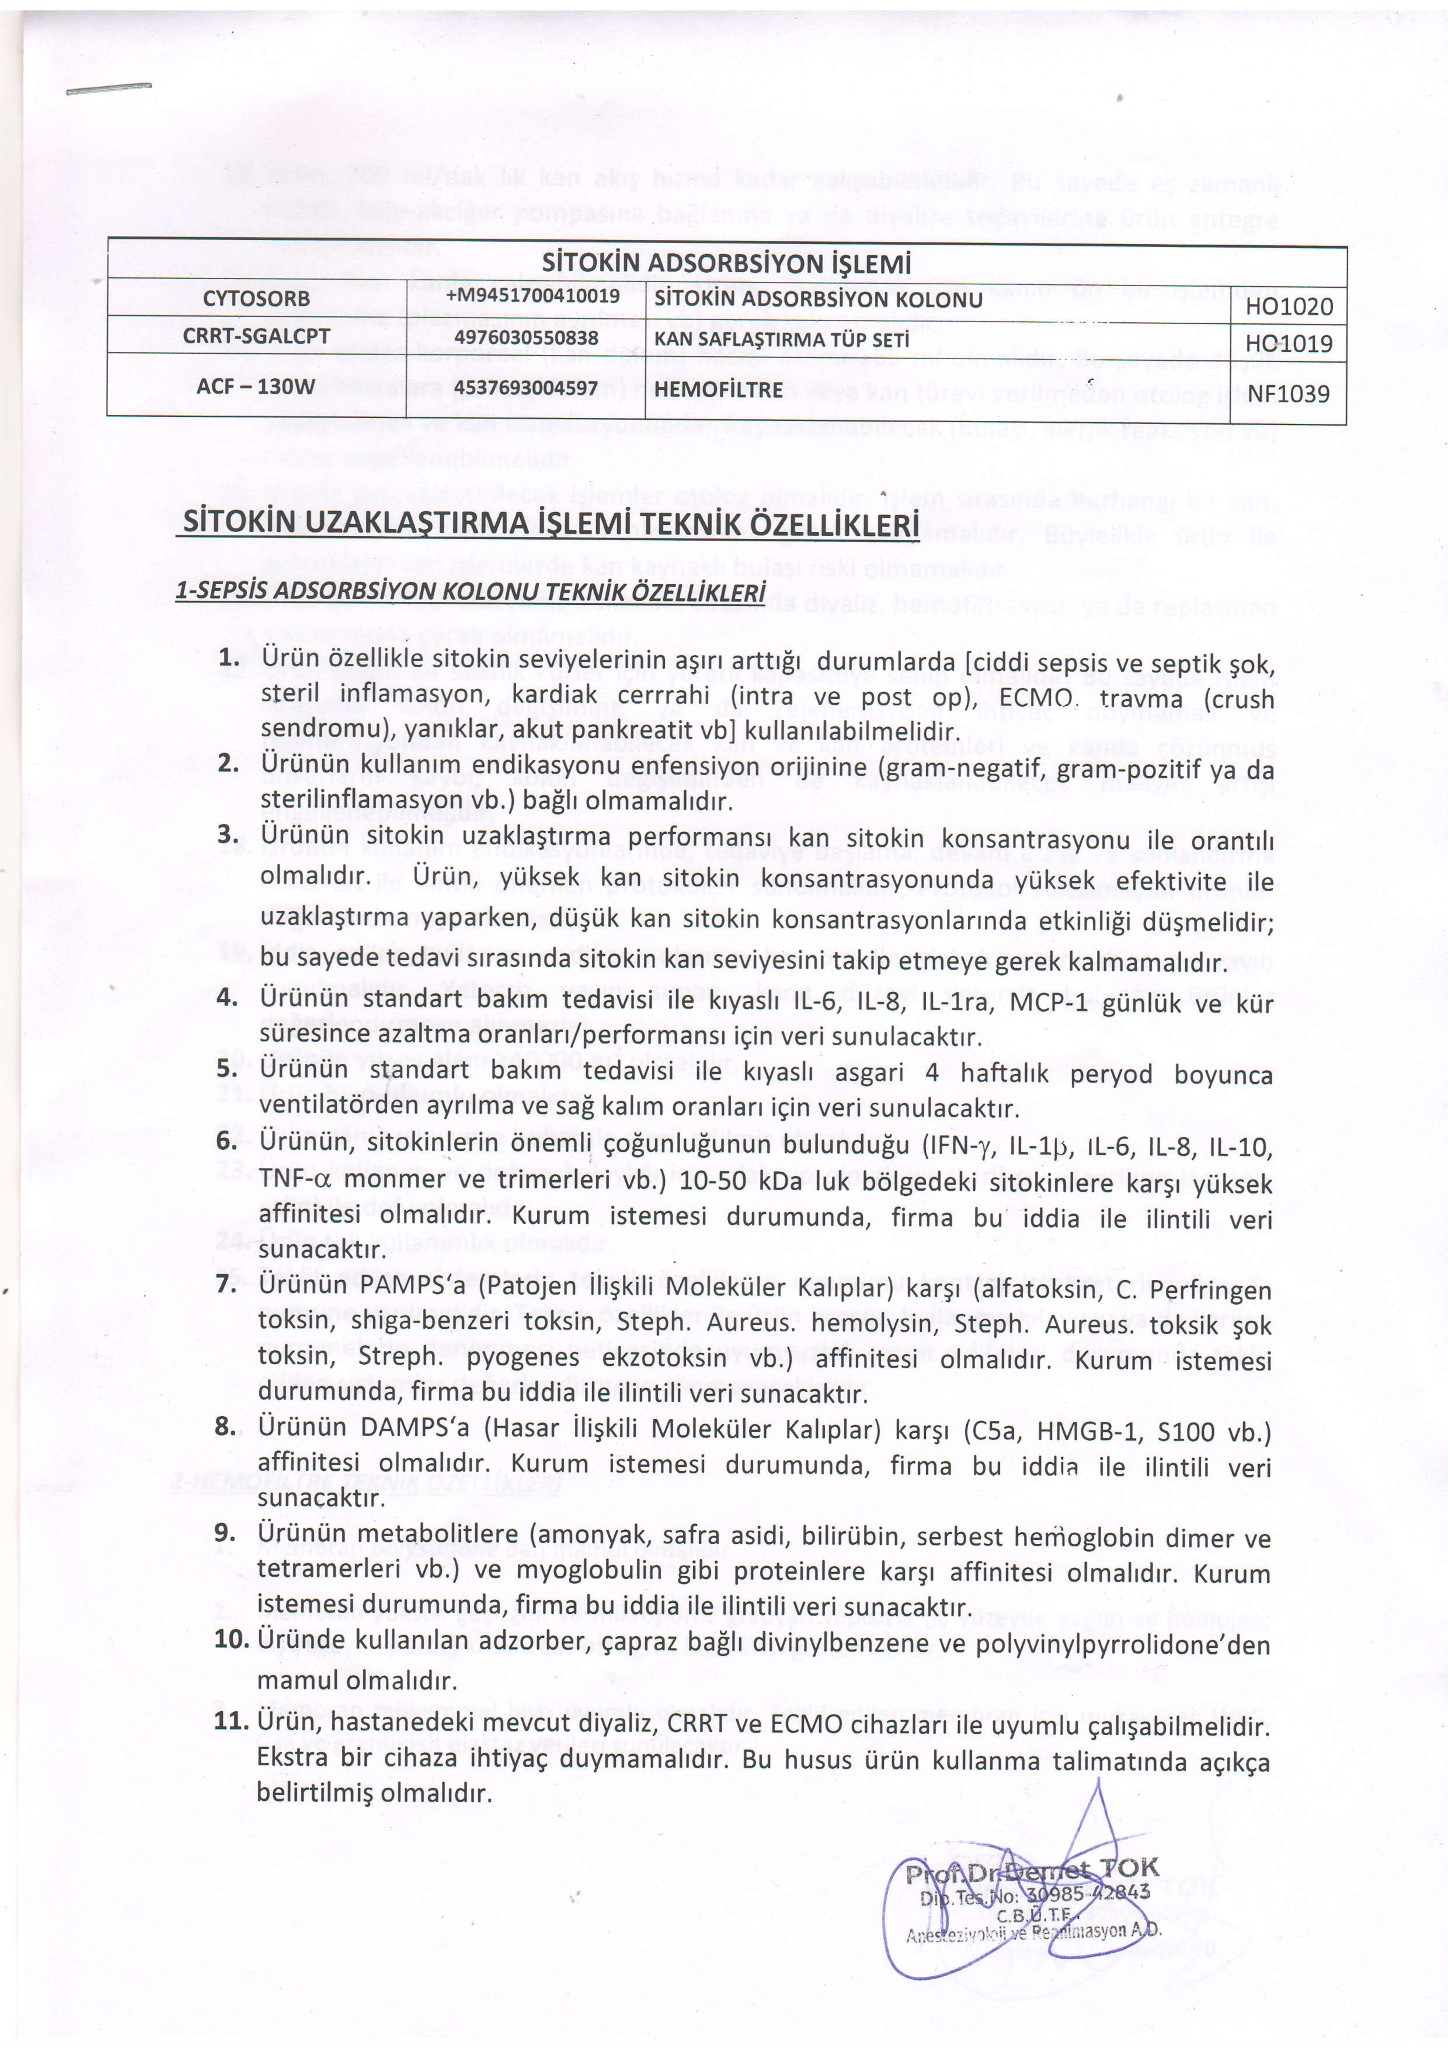 SİTOKİN ADSORBSİYON İŞLEMİ
CYTOSORB +M9451700410019 SİTOKİN ADSORBSİYON KOLONU HO1020
CRRT-SGALCPT 4976030550838 KAN SAFLAŞTIRMA TÜP SETİ HO1019
ACF – 130W 4537693004597 HEMOFİLTRE NF1039
SİTOKİN UZAKLAŞTIRMA İŞLEMİ TEKNİK ÖZELLİKLERİ
1-SEPSİS ADSORBSİYON KOLONU TEKNİK ÖZELLİKLERİ
1. Ürün özellikle sitokin seviyelerinin aşırı arttığı durumlarda [ciddi sepsis ve septik şok,
steril inflamasyon, kardiak cerrrahi (intra ve post op), ECMO, travma (crush
sendromu), yanıklar, akut pankreatit vb] kullanılabilmelidir.
2. Ürünün kullanım endikasyonu enfensiyon orijinine (gram-negatif, gram-pozitif ya da
sterilinflamasyon vb.) bağlı olmamalıdır.
3. Ürünün sitokin uzaklaştırma performansı kan sitokin konsantrasyonu ile orantılı
olmalıdır. Ürün, yüksek kan sitokin konsantrasyonunda yüksek efektivite ile
uzaklaştırma yaparken, düşük kan sitokin konsantrasyonlarında etkinliği düşmelidir;
bu sayede tedavi sırasında sitokin kan seviyesini takip etmeye gerek kalmamalıdır.
4. Ürünün standart bakım tedavisi ile kıyaslı IL-6, IL-8, IL-1ra, MCP-1 günlük ve kür
süresince azaltma oranları/performansı için veri sunulacaktır.
5. Ürünün standart bakım tedavisi ile kıyaslı asgari 4 haftalık peryod boyunca
ventilatörden ayrılma ve sağ kalım oranları için veri sunulacaktır.
6. Ürünün, sitokinlerin önemli çoğunluğunun bulunduğu (IFN-γ, IL-1β, IL-6, IL-8, IL-10,
TNF-α monmer ve trimerleri vb.) 10-50 kDa luk bölgedeki sitokinlere karşı yüksek
affinitesi olmalıdır. Kurum istemesi durumunda, firma bu iddia ile ilintili veri
sunacaktır.
7. Ürünün PAMPS‘a (Patojen İlişkili Moleküler Kalıplar) karşı (alfatoksin, C. Perfringen
toksin, shiga-benzeri toksin, Steph. Aureus. hemolysin, Steph. Aureus. toksik şok
toksin, Streph. pyogenes ekzotoksin vb.) affinitesi olmalıdır. Kurum istemesi
durumunda, firma bu iddia ile ilintili veri sunacaktır.
8. Ürünün DAMPS‘a (Hasar İlişkili Moleküler Kalıplar) karşı (C5a, HMGB-1, S100 vb.)
affinitesi olmalıdır. Kurum istemesi durumunda, firma bu iddia ile ilintili veri
sunacaktır.
9. Ürünün metabolitlere (amonyak, safra asidi, bilirübin, serbest hemoglobin dimer ve
tetramerleri vb.) ve myoglobulin gibi proteinlere karşı affinitesi olmalıdır. Kurum
istemesi durumunda, firma bu iddia ile ilintili veri sunacaktır.
10. Üründe kullanılan adzorber, çapraz bağlı divinylbenzene ve polyvinylpyrrolidone’den
mamul olmalıdır.
11. Ürün, hastanedeki mevcut diyaliz, CRRT ve ECMO cihazları ile uyumlu çalışabilmelidir.
Ekstra bir cihaza ihtiyaç duymamalıdır. Bu husus ürün kullanma talimatında açıkça
belirtilmiş olmalıdır.
Prof.Dr.Demet TOK
Dip.Tes.No: 30985-42843
C.B.Ü.T.F.
Anesteziyoloji ve Reanimasyon A.D.